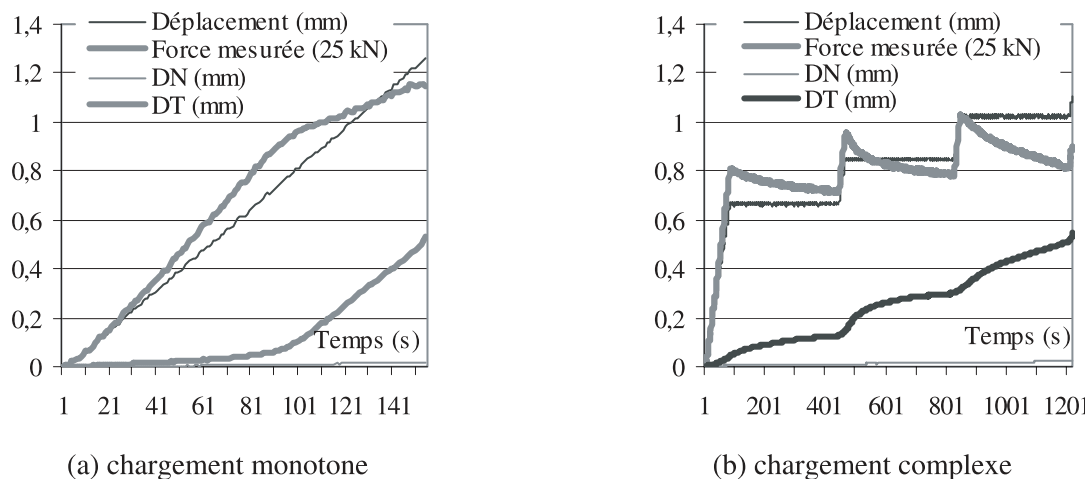 1,4
1,2
1
0,8
0,6
0,4
0,2
0
Déplacement (mm)
Force mesurée (25 kN)
DN (mm)
DT (mm)
Temps (s)
1 21 41 61 81 101 121 141
(a) chargement monotone
1,4
1,2
1
0,8
0,6
0,4
0,2
0
Déplacement (mm)
Force mesurée (25 kN)
DN (mm)
DT (mm)
Temps (s)
1 201 401 601 801 1001 1201
(b) chargement complexe